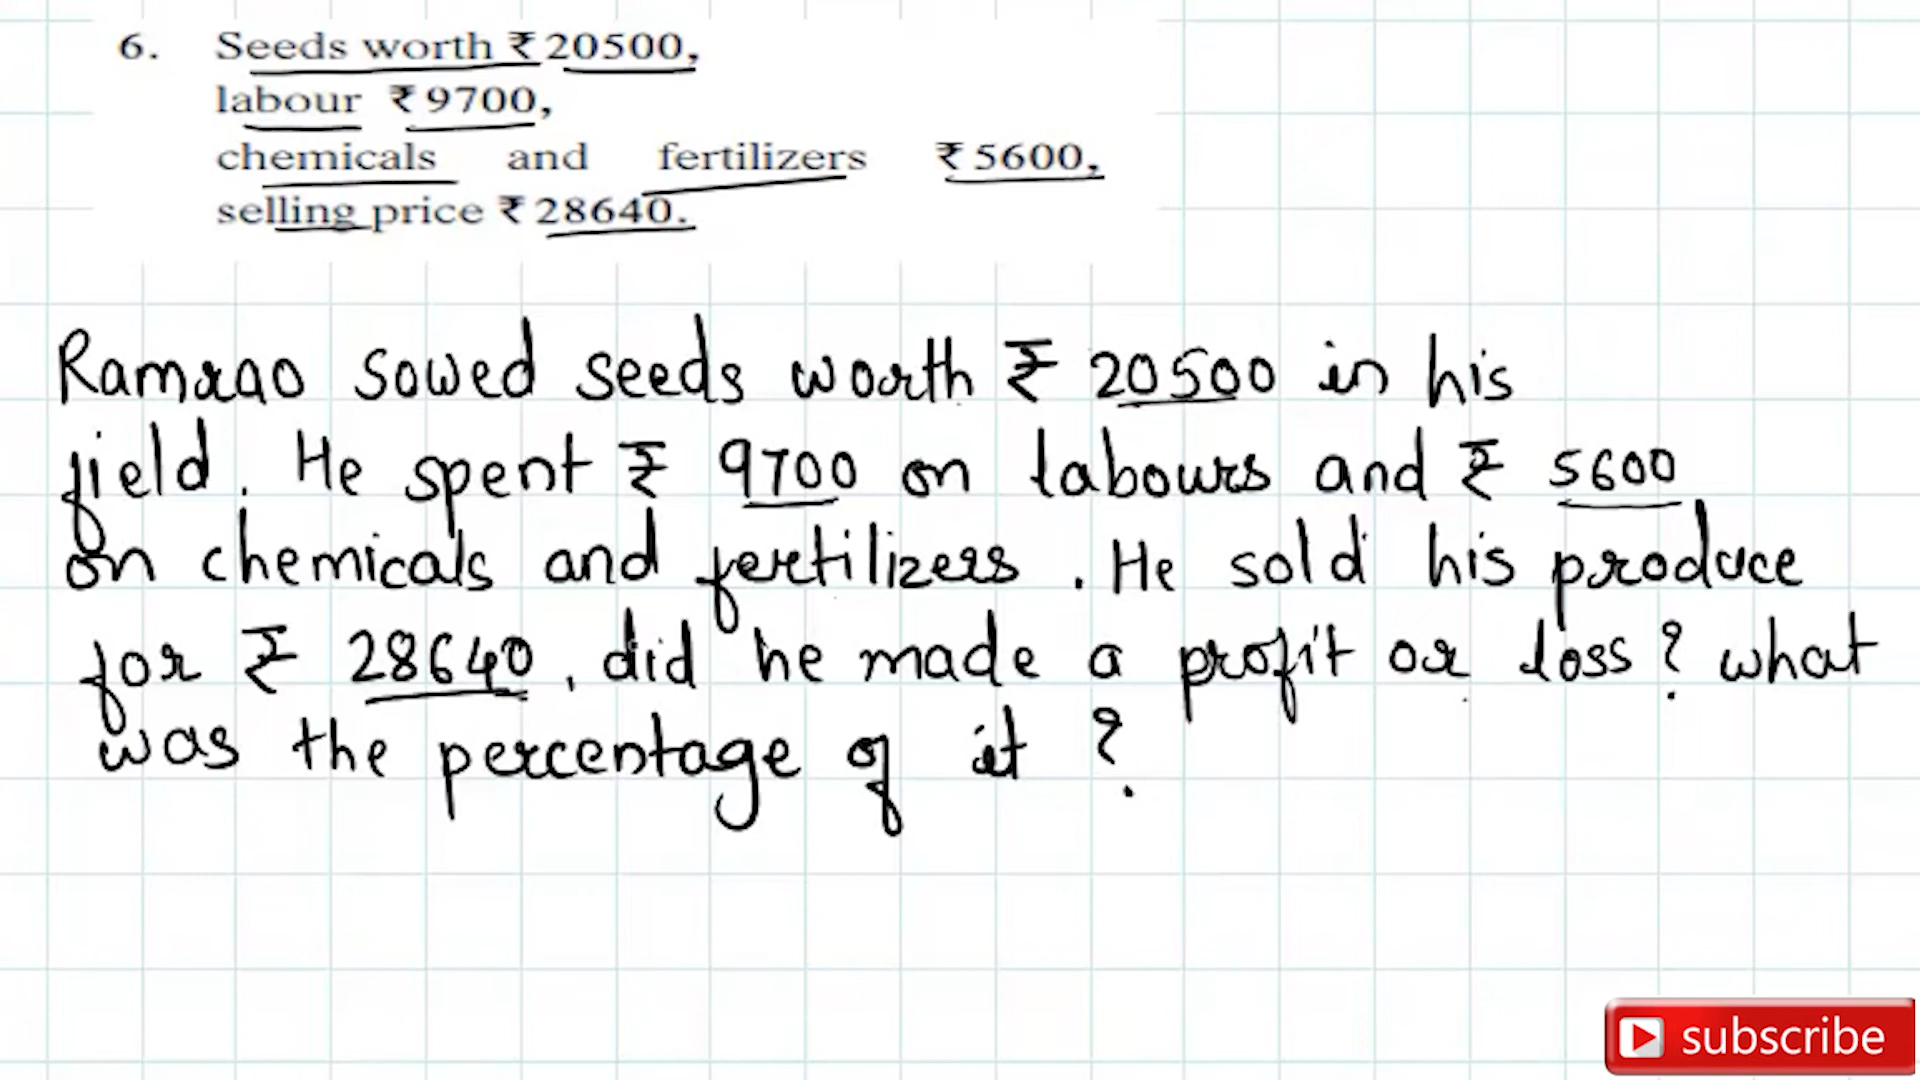 6. Seeds worth ₹ 20500,
labour ₹ 9700,
chemicals and fertilizers ₹ 5600,
selling price ₹ 28640.
Ramrao sowed seeds worth ₹ 20500 in his
field. He spent ₹ 9700 on labours and ₹ 5600
on chemicals and fertilizers. He sold his produce
for ₹ 28640, did he made a profit or loss? what
was the percentage of it?
subscribe